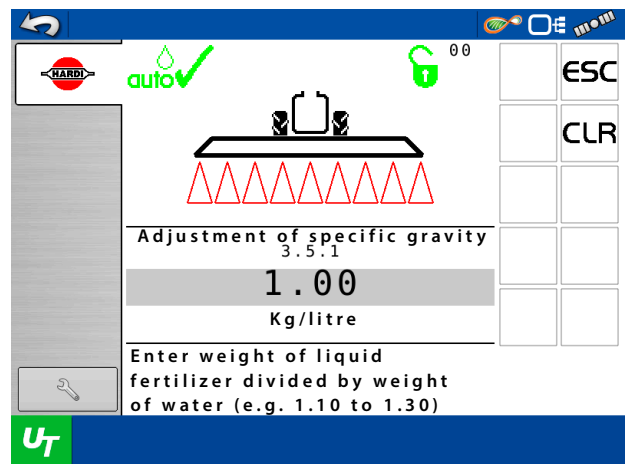 HARDI
auto
00
ESC
CLR
Adjustment of specific gravity
3.5.1
1.00
Kg/litre
Enter weight of liquid
fertilizer divided by weight
of water (e.g. 1.10 to 1.30)
UT